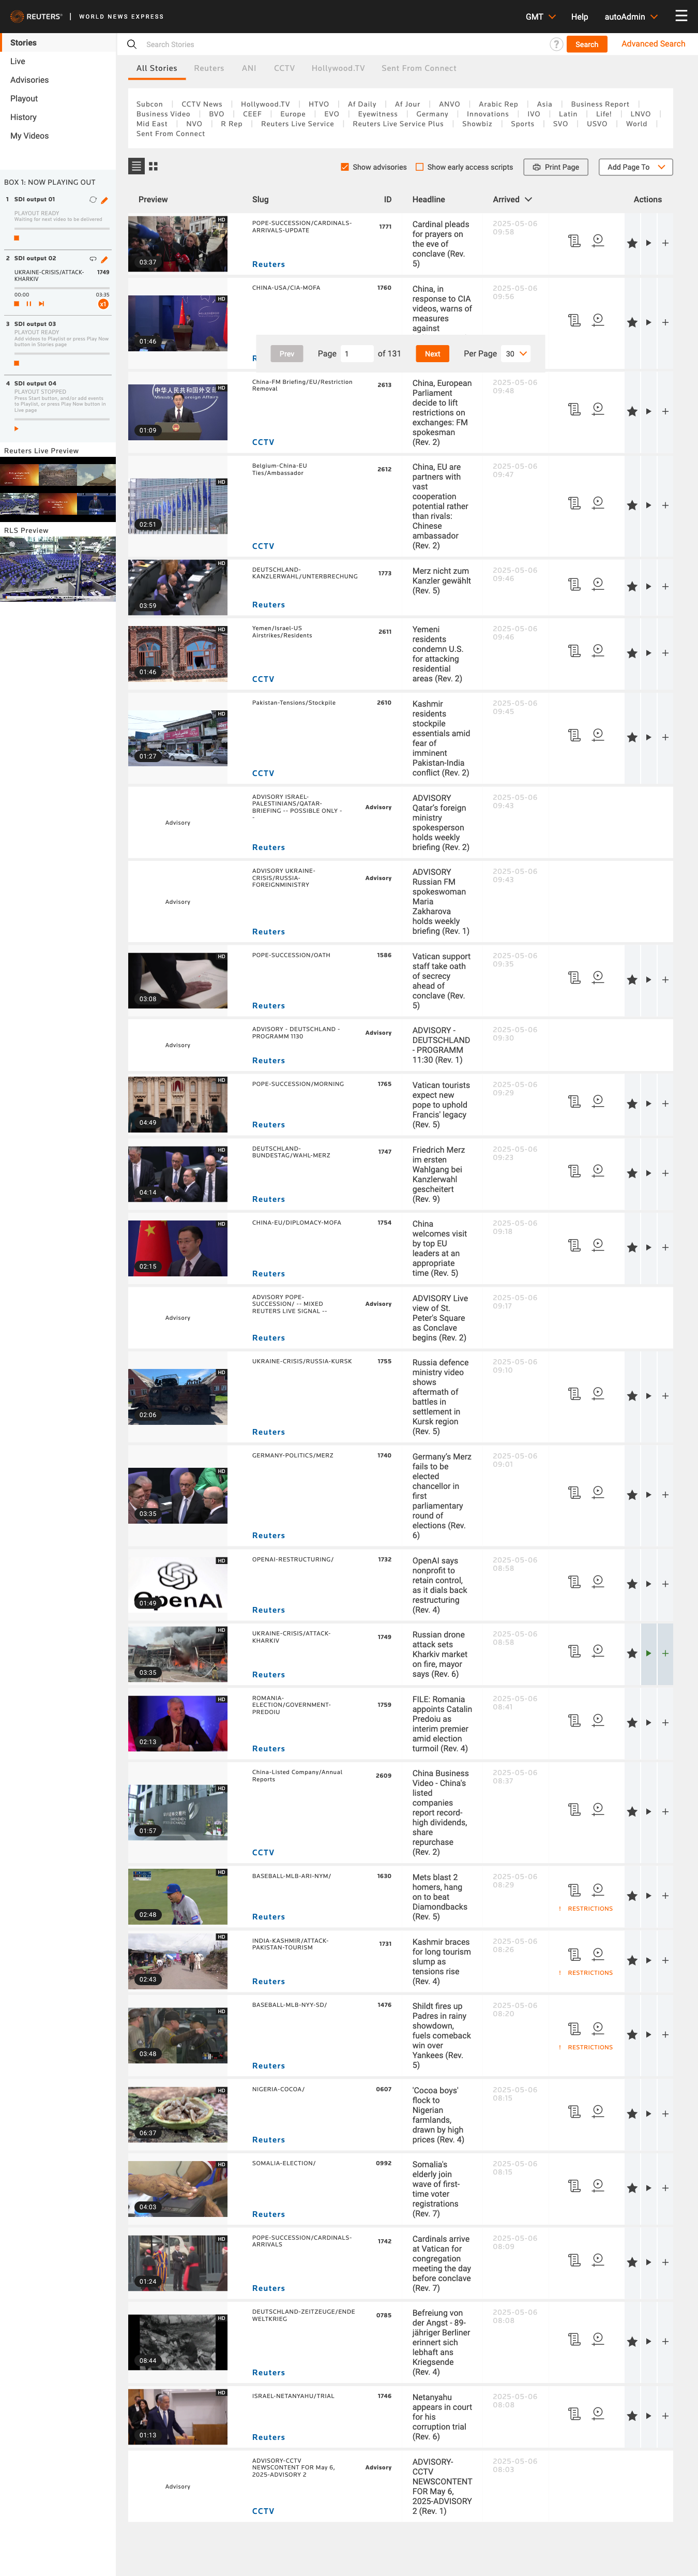 REUTERS | WORLD NEWS EXPRESS
GMT Help autoAdmin
Stories
Live
Advisories
Playout
History
My Videos
Search Stories
? Search Advanced Search
All Stories Reuters ANI CCTV Hollywood.TV Sent From Connect
Subcon | CCTV News | Hollywood.TV | HTVO | Af Daily | Af Jour | ANVO | Arabic Rep | Asia | Business Report |
Business Video | BVO | CEEF | Europe | EVO | Eyewitness | Germany | Innovations | IVO | Latin | Life! | LNVO |
Mid East | NVO | R Rep | Reuters Live Service | Reuters Live Service Plus | Showbiz | Sports | SVO | USVO | World |
Sent From Connect
Show advisories Show early access scripts Print Page Add Page To
BOX 1: NOW PLAYING OUT
1 SDI output 01
PLAYOUT READY
Waiting for next video to be delivered
2 SDI output 02
UKRAINE-CRISIS/ATTACK-
KHARKIV
1749
00:00 03:35
x1
3 SDI output 03
PLAYOUT READY
Add videos to Playlist or press Play Now
button in Stories page
4 SDI output 04
PLAYOUT STOPPED
Press Start button, and/or add events
to Playlist, or press Play Now button in
Live page
Reuters Live Preview
RLS Preview
Preview Slug ID Headline Arrived Actions
HD
03:37
POPE-SUCCESSION/CARDINALS-
ARRIVALS-UPDATE
Reuters
1771
Cardinal pleads
for prayers on
the eve of
conclave (Rev.
5)
2025-05-06
09:58
HD
01:46
CHINA-USA/CIA-MOFA
1760
China, in
response to CIA
videos, warns of
measures
against
2025-05-06
09:56
Prev Page 1 of 131 Next Per Page 30
中华人民共和国外交部
HD
01:09
China-FM Briefing/EU/Restriction
Removal
CCTV
2613
China, European
Parliament
decide to lift
restrictions on
exchanges: FM
spokesman
(Rev. 2)
2025-05-06
09:48
HD
02:51
Belgium-China-EU
Ties/Ambassador
CCTV
2612
China, EU are
partners with
vast
cooperation
potential rather
than rivals:
Chinese
ambassador
(Rev. 2)
2025-05-06
09:47
HD
03:59
DEUTSCHLAND-
KANZLERWAHL/UNTERBRECHUNG
Reuters
1773
Merz nicht zum
Kanzler gewählt
(Rev. 5)
2025-05-06
09:46
HD
01:46
Yemen/Israel-US
Airstrikes/Residents
CCTV
2611
Yemeni
residents
condemn U.S.
for attacking
residential
areas (Rev. 2)
2025-05-06
09:46
HD
01:27
Pakistan-Tensions/Stockpile
CCTV
2610
Kashmir
residents
stockpile
essentials amid
fear of
imminent
Pakistan-India
conflict (Rev. 2)
2025-05-06
09:45
Advisory
ADVISORY ISRAEL-
PALESTINIANS/QATAR-
BRIEFING -- POSSIBLE ONLY -
-
Reuters
Advisory
ADVISORY
Qatar's foreign
ministry
spokesperson
holds weekly
briefing (Rev. 2)
2025-05-06
09:43
Advisory
ADVISORY UKRAINE-
CRISIS/RUSSIA-
FOREIGNMINISTRY
Reuters
Advisory
ADVISORY
Russian FM
spokeswoman
Maria
Zakharova
holds weekly
briefing (Rev. 1)
2025-05-06
09:43
HD
03:08
POPE-SUCCESSION/OATH
Reuters
1586
Vatican support
staff take oath
of secrecy
ahead of
conclave (Rev.
5)
2025-05-06
09:35
Advisory
ADVISORY - DEUTSCHLAND -
PROGRAMM 1130
Reuters
Advisory
ADVISORY -
DEUTSCHLAND
- PROGRAMM
11:30 (Rev. 1)
2025-05-06
09:30
HD
04:49
POPE-SUCCESSION/MORNING
Reuters
1765
Vatican tourists
expect new
pope to uphold
Francis' legacy
(Rev. 5)
2025-05-06
09:29
HD
04:14
DEUTSCHLAND-
BUNDESTAG/WAHL-MERZ
Reuters
1747
Friedrich Merz
im ersten
Wahlgang bei
Kanzlerwahl
gescheitert
(Rev. 9)
2025-05-06
09:23
HD
02:15
CHINA-EU/DIPLOMACY-MOFA
Reuters
1754
China
welcomes visit
by top EU
leaders at an
appropriate
time (Rev. 5)
2025-05-06
09:18
Advisory
ADVISORY POPE-
SUCCESSION/ -- MIXED
REUTERS LIVE SIGNAL --
Reuters
Advisory
ADVISORY Live
view of St.
Peter's Square
as Conclave
begins (Rev. 2)
2025-05-06
09:17
HD
02:06
UKRAINE-CRISIS/RUSSIA-KURSK
Reuters
1755
Russia defence
ministry video
shows
aftermath of
battles in
settlement in
Kursk region
(Rev. 5)
2025-05-06
09:10
HD
03:35
GERMANY-POLITICS/MERZ
Reuters
1740
Germany's Merz
fails to be
elected
chancellor in
first
parliamentary
round of
elections (Rev.
6)
2025-05-06
09:01
HD
OpenAI
01:49
OPENAI-RESTRUCTURING/
Reuters
1732
OpenAI says
nonprofit to
retain control,
as it dials back
restructuring
(Rev. 4)
2025-05-06
08:58
HD
03:35
UKRAINE-CRISIS/ATTACK-
KHARKIV
Reuters
1749
Russian drone
attack sets
Kharkiv market
on fire, mayor
says (Rev. 6)
2025-05-06
08:58
HD
02:13
ROMANIA-
ELECTION/GOVERNMENT-
PREDOIU
Reuters
1759
FILE: Romania
appoints Catalin
Predoiu as
interim premier
amid election
turmoil (Rev. 4)
2025-05-06
08:41
HD
01:57
China-Listed Company/Annual
Reports
CCTV
2609
China Business
Video - China's
listed
companies
report record-
high dividends,
share
repurchase
(Rev. 2)
2025-05-06
08:37
HD
02:48
BASEBALL-MLB-ARI-NYM/
Reuters
1630
Mets blast 2
homers, hang
on to beat
Diamondbacks
(Rev. 5)
2025-05-06
08:29
! RESTRICTIONS
HD
02:43
INDIA-KASHMIR/ATTACK-
PAKISTAN-TOURISM
Reuters
1731
Kashmir braces
for long tourism
slump as
tensions rise
(Rev. 4)
2025-05-06
08:26
! RESTRICTIONS
HD
03:48
BASEBALL-MLB-NYY-SD/
Reuters
1476
Shildt fires up
Padres in rainy
showdown,
fuels comeback
win over
Yankees (Rev.
5)
2025-05-06
08:20
! RESTRICTIONS
HD
06:37
NIGERIA-COCOA/
Reuters
0607
'Cocoa boys'
flock to
Nigerian
farmlands,
drawn by high
prices (Rev. 4)
2025-05-06
08:15
HD
04:03
SOMALIA-ELECTION/
Reuters
0992
Somalia's
elderly join
wave of first-
time voter
registrations
(Rev. 7)
2025-05-06
08:15
HD
01:24
POPE-SUCCESSION/CARDINALS-
ARRIVALS
Reuters
1742
Cardinals arrive
at Vatican for
congregation
meeting the day
before conclave
(Rev. 7)
2025-05-06
08:09
HD
08:44
DEUTSCHLAND-ZEITZEUGE/ENDE
WELTKRIEG
Reuters
0785
Befreiung von
der Angst - 89-
jähriger Berliner
erinnert sich
lebhaft ans
Kriegsende
(Rev. 4)
2025-05-06
08:08
HD
01:13
ISRAEL-NETANYAHU/TRIAL
Reuters
1746
Netanyahu
appears in court
for his
corruption trial
(Rev. 6)
2025-05-06
08:08
Advisory
ADVISORY-CCTV
NEWSCONTENT FOR May 6,
2025-ADVISORY 2
CCTV
Advisory
ADVISORY-
CCTV
NEWSCONTENT
FOR May 6,
2025-ADVISORY
2 (Rev. 1)
2025-05-06
08:03